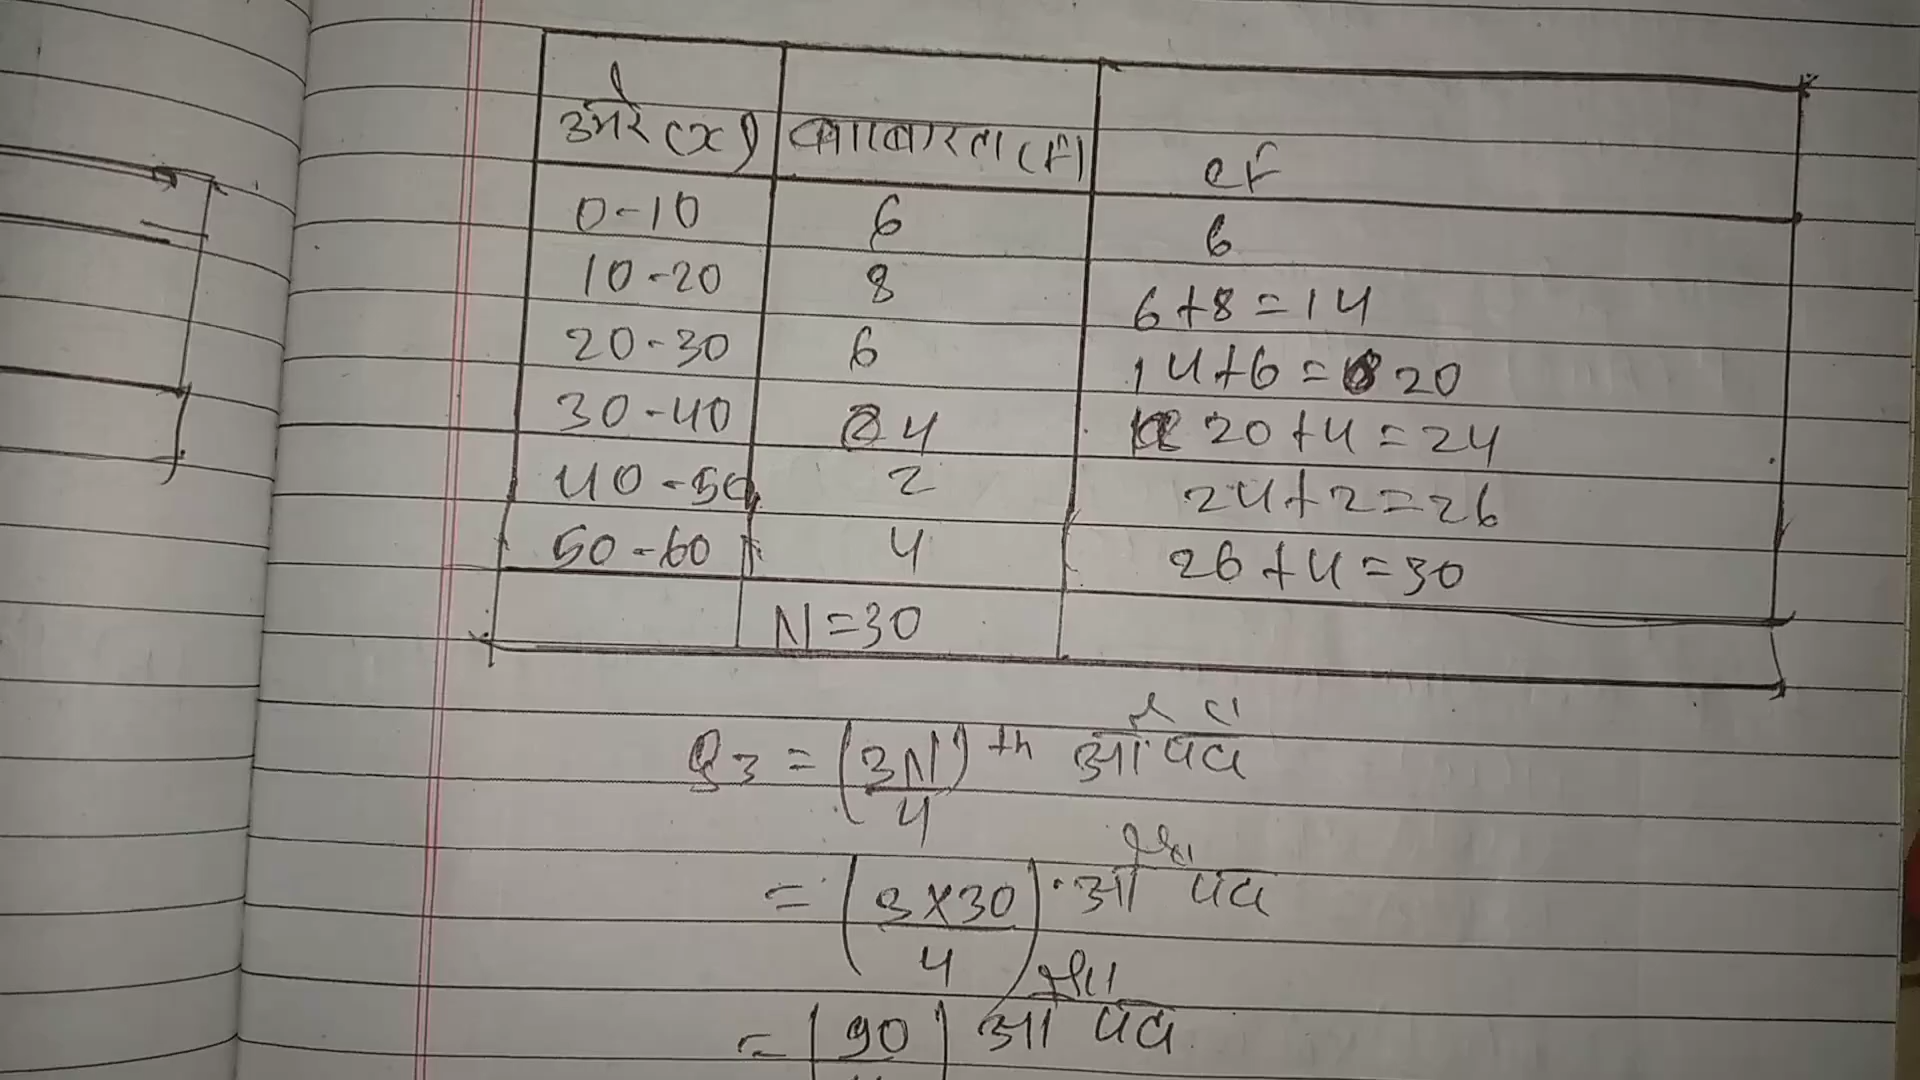 उमेर (x) बारम्बारता (F) cf
0-10 6 6
10-20 8 6+8=14
20-30 6 14+6=20
30-40 4 20+4=24
40-50 2 24+2=26
50-60 4 26+4=30
N=30
Q3 = (3N/4)th औं पद
= (3×30/4) औं पद
= (90 औं पद